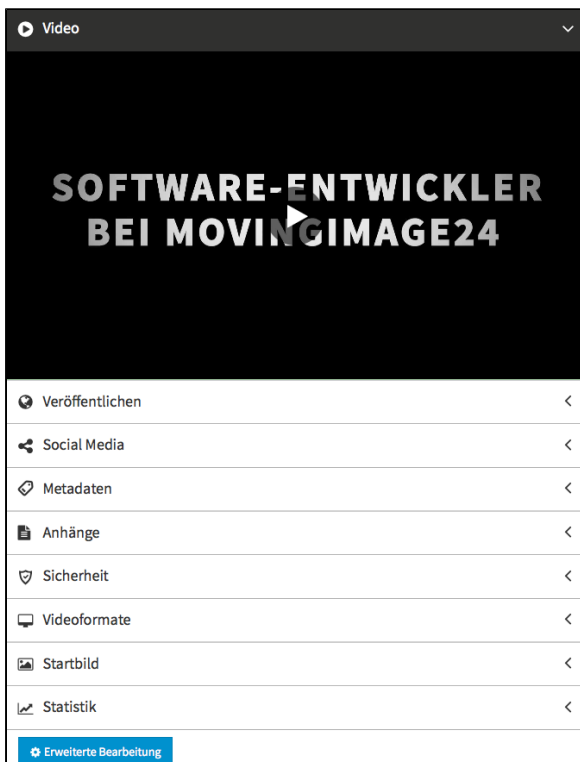 Video
SOFTWARE-ENTWICKLER
BEI MOVINGIMAGE24
Veröffentlichen
Social Media
Metadaten
Anhänge
Sicherheit
Videoformate
Startbild
Statistik
Erweiterte Bearbeitung